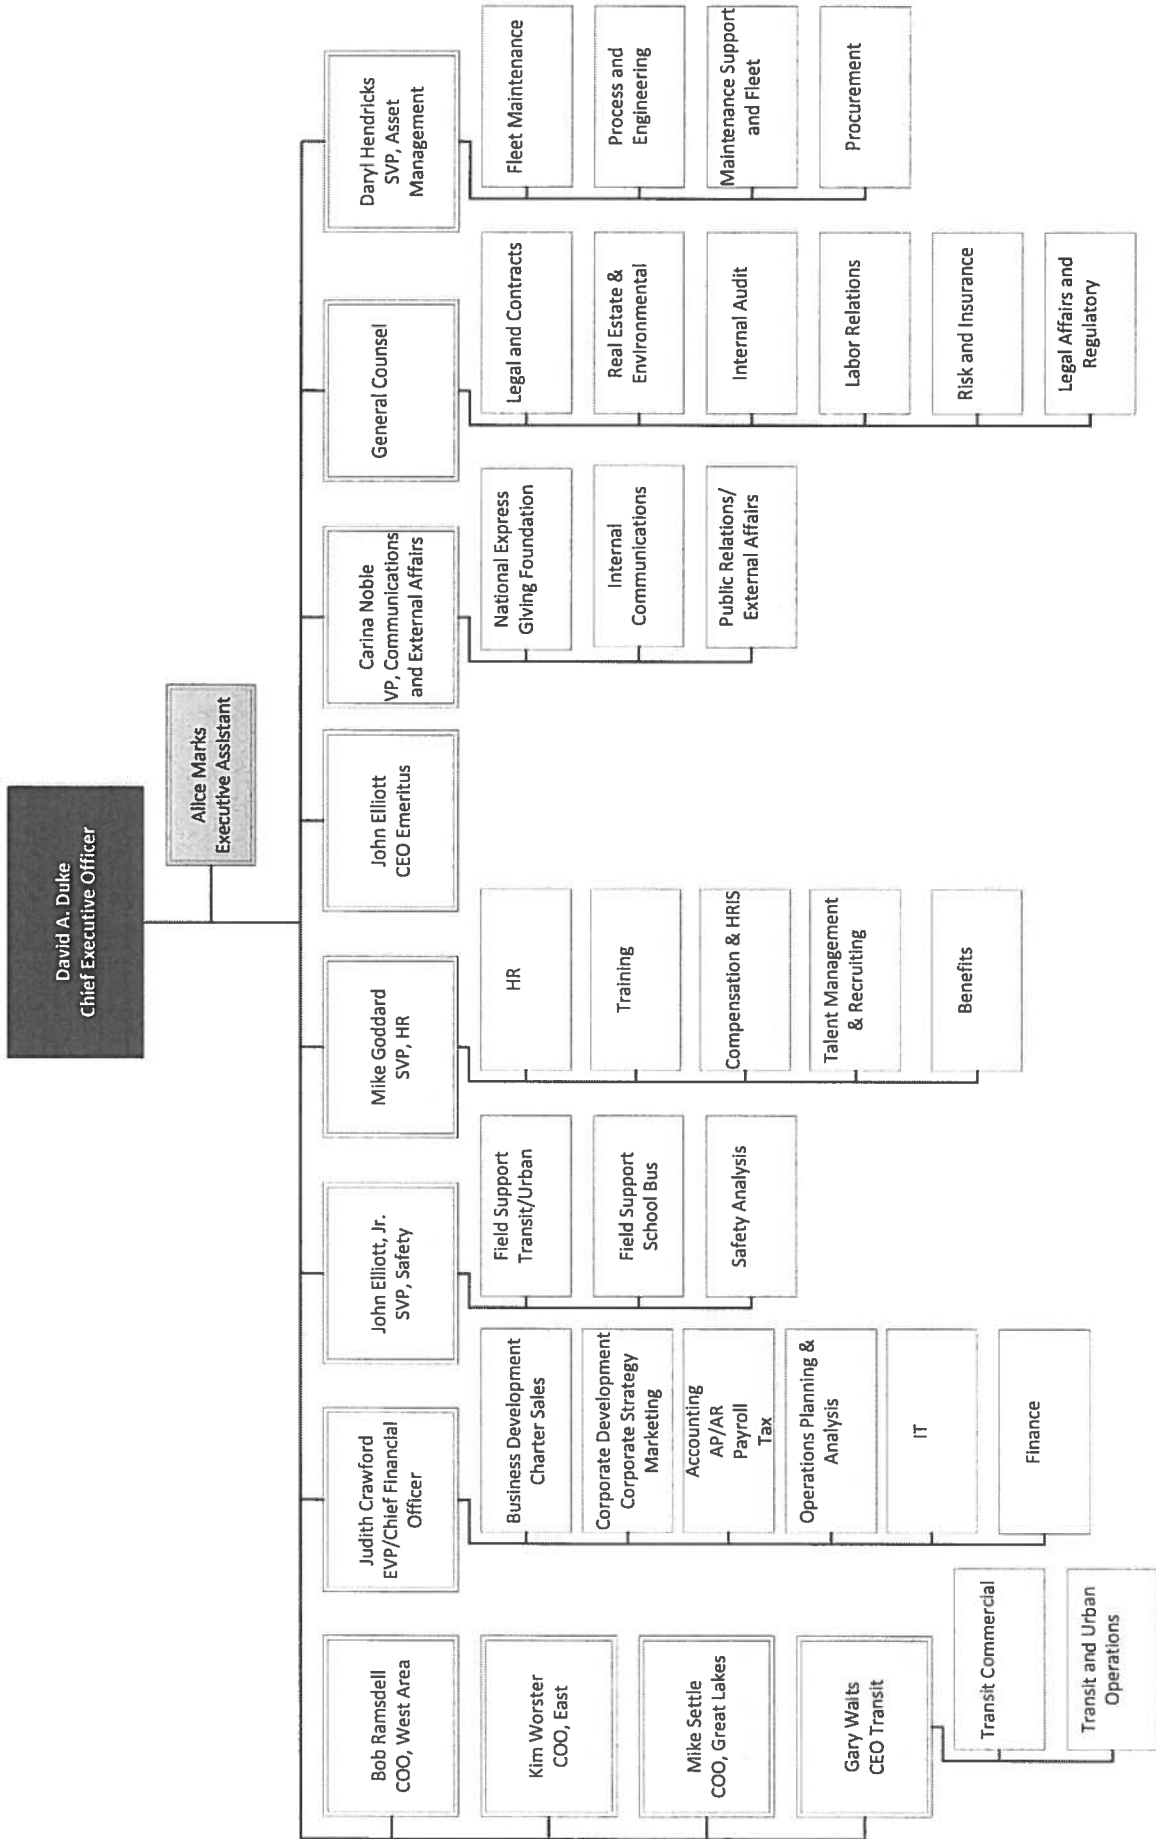 David A. Duke
Chief Executive Officer
Alice Marks
Executive Assistant
Bob Ramsdell
COO, West Area
Kim Worster
COO, East
Mike Settle
COO, Great Lakes
Gary Waits
CEO Transit
Transit Commercial
Transit and Urban
Operations
Judith Crawford
EVP/Chief Financial
Officer
Business Development
Charter Sales
Corporate Development
Corporate Strategy
Marketing
Accounting
AP/AR
Payroll
Tax
Operations Planning &
Analysis
IT
Finance
John Elliott, Jr.
SVP, Safety
Field Support
Transit/Urban
Field Support
School Bus
Safety Analysis
Mike Goddard
SVP, HR
HR
Training
Compensation & HRIS
Talent Management
& Recruiting
Benefits
John Elliott
CEO Emeritus
Carina Noble
VP, Communications
and External Affairs
National Express
Giving Foundation
Internal
Communications
Public Relations/
External Affairs
General Counsel
Legal and Contracts
Real Estate &
Environmental
Internal Audit
Labor Relations
Risk and Insurance
Legal Affairs and
Regulatory
Daryl Hendricks
SVP, Asset
Management
Fleet Maintenance
Process and
Engineering
Maintenance Support
and Fleet
Procurement